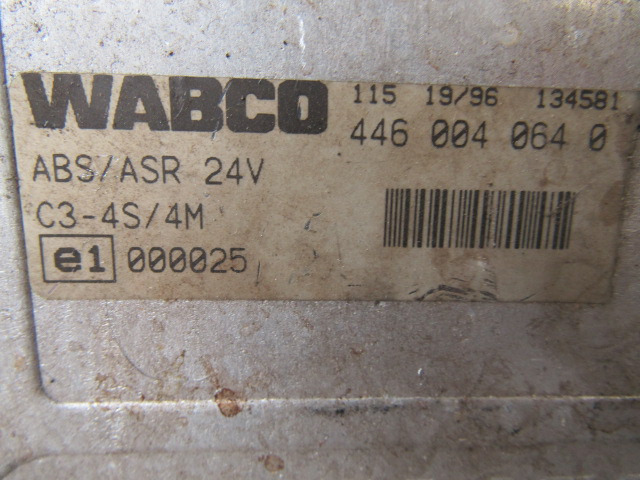 WABCO 115 19/96 134581
446 004 064 0
ABS/ASR 24V
C3-4S/4M
e1 000025